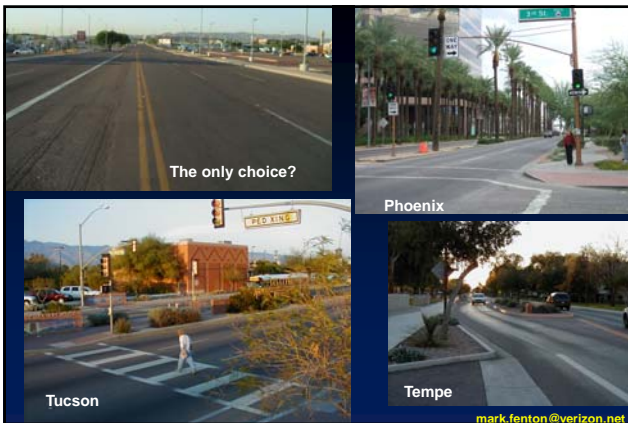 The only choice?
3rd St
ONE
WAY
Phoenix
PED XING
Tucson
Tempe
mark.fenton@verizon.net